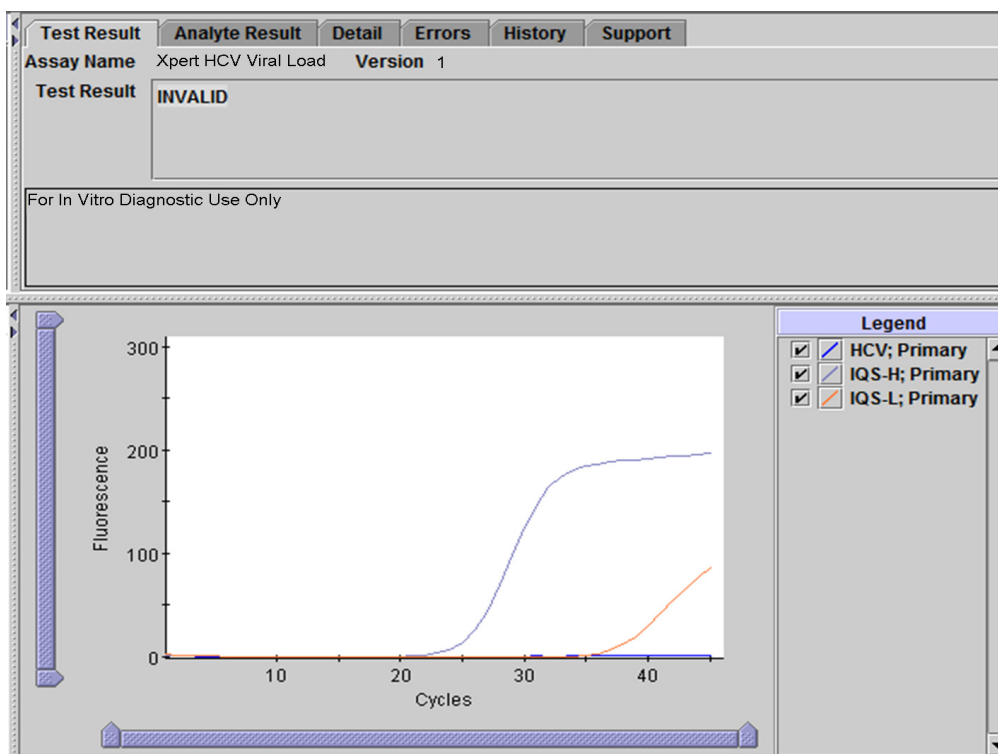 Test Result Analyte Result Detail Errors History Support
Assay Name Xpert HCV Viral Load Version 1
Test Result INVALID
For In Vitro Diagnostic Use Only
Legend
HCV; Primary
IQS-H; Primary
IQS-L; Primary
300
200
100
0
Fluorescence
10 20 30 40
Cycles